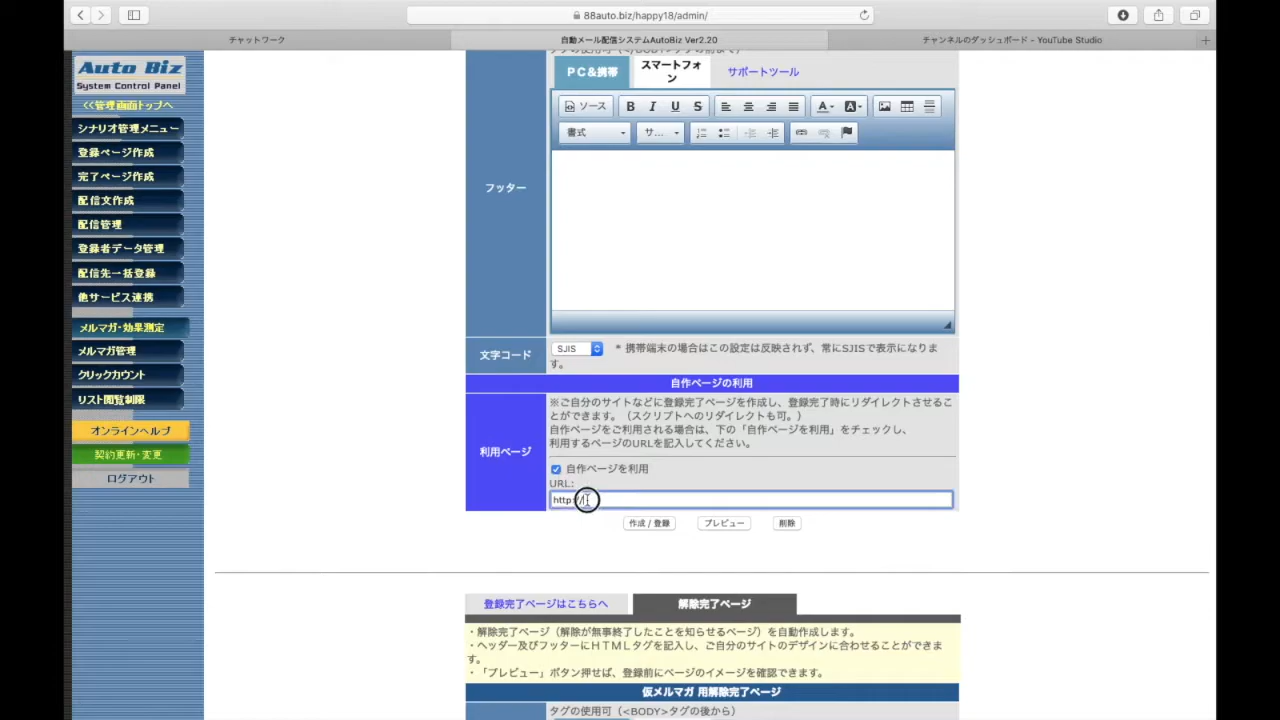 88auto.biz/happy18/admin/
チャットワーク
自動メール配信システムAutoBiz Ver2.20
チャンネルのダッシュボード - YouTube Studio
Auto Biz
System Control Panel
<<管理画面トップへ
シナリオ管理メニュー
登録ページ作成
完了ページ作成
配信文作成
配信管理
登録者データ管理
配信先一括登録
他サービス連携
メルマガ・効果測定
メルマガ管理
クリックカウント
リスト閲覧制限
オンラインヘルプ
契約更新・変更
ログアウト
タグの使用可（</BODY>タグの前まで）
PC&携帯
スマートフォ
ン
サポートツール
ソース
B I U S
A
A
書式
サ...
フッター
文字コード
SJIS
* 携帯端末の場合はこの設定は反映されず、常にSJISで表示になりま
す。
自作ページの利用
利用ページ
※ご自分のサイトなどに登録完了ページを作成し、登録完了時にリダイレクトさせるこ
とができます。（スクリプトへのリダイレクトも可。）
自作ページをご利用される場合は、下の「自作ページを利用」をチェックし、
利用するページのURLを記入してください。
自作ページを利用
URL:
http://
作成 / 登録
プレビュー
削除
登録完了ページはこちらへ
解除完了ページ
・解除完了ページ（解除が無事終了したことを知らせるページ）を自動作成します。
・ヘッダー及びフッターにＨＴＭＬタグを記入し、ご自分のサイトのデザインに合わせることができま
す。
・「プレビュー」ボタン押せば、登録前にページのイメージを確認できます。
仮メルマガ 用解除完了ページ
タグの使用可（<BODY>タグの後から）